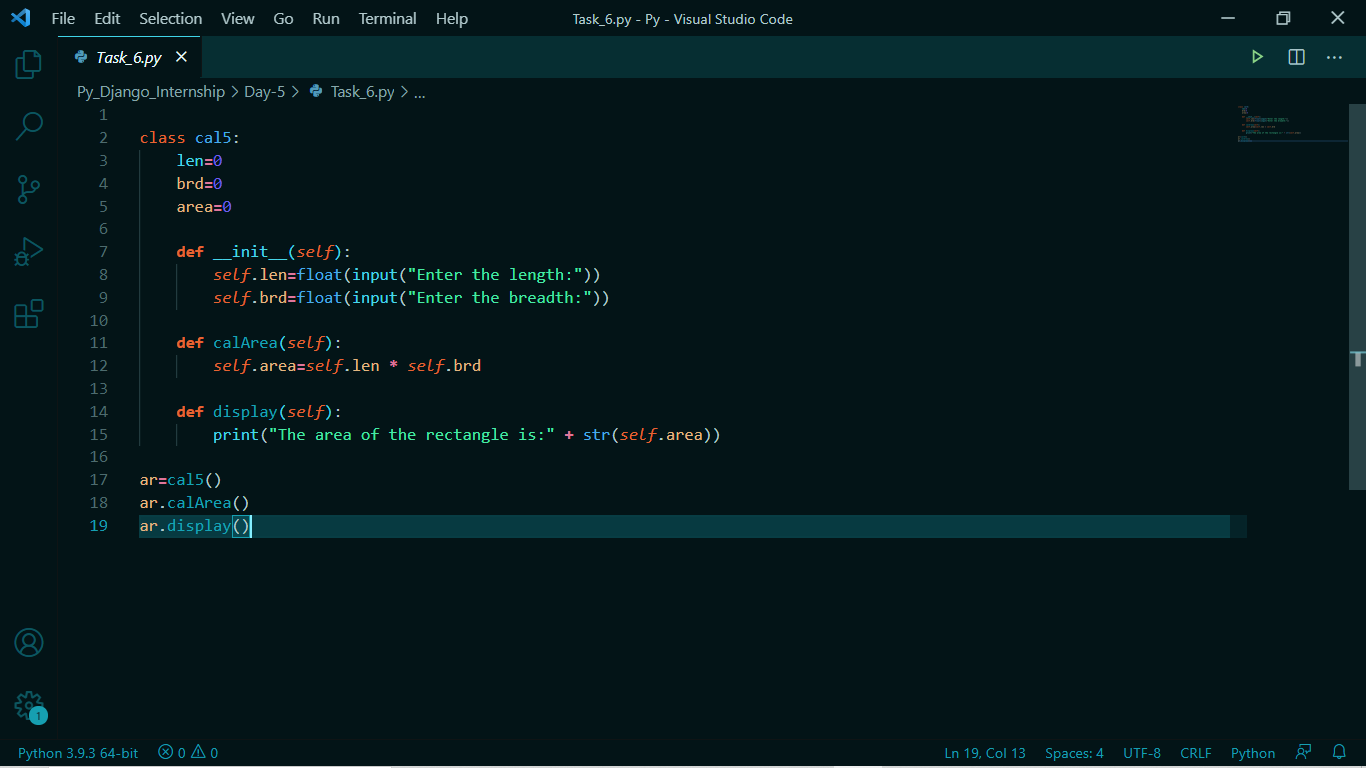 File Edit Selection View Go Run Terminal Help Task_6.py - Py - Visual Studio Code
Task_6.py
Py_Django_Internship > Day-5 > Task_6.py > ...
1
2 class cal5:
3     len=0
4     brd=0
5     area=0
6
7     def __init__(self):
8         self.len=float(input("Enter the length:"))
9         self.brd=float(input("Enter the breadth:"))
10
11     def calArea(self):
12         self.area=self.len * self.brd
13
14     def display(self):
15         print("The area of the rectangle is:" + str(self.area))
16
17 ar=cal5()
18 ar.calArea()
19 ar.display()
1
Python 3.9.3 64-bit 0 0 Ln 19, Col 13 Spaces: 4 UTF-8 CRLF Python